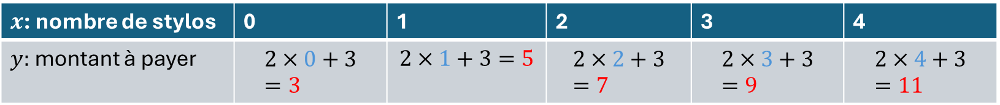 x: nombre de stylos 0 1 2 3 4
y: montant à payer 2 × 0 + 3 = 3 2 × 1 + 3 = 5 2 × 2 + 3 = 7 2 × 3 + 3 = 9 2 × 4 + 3 = 11